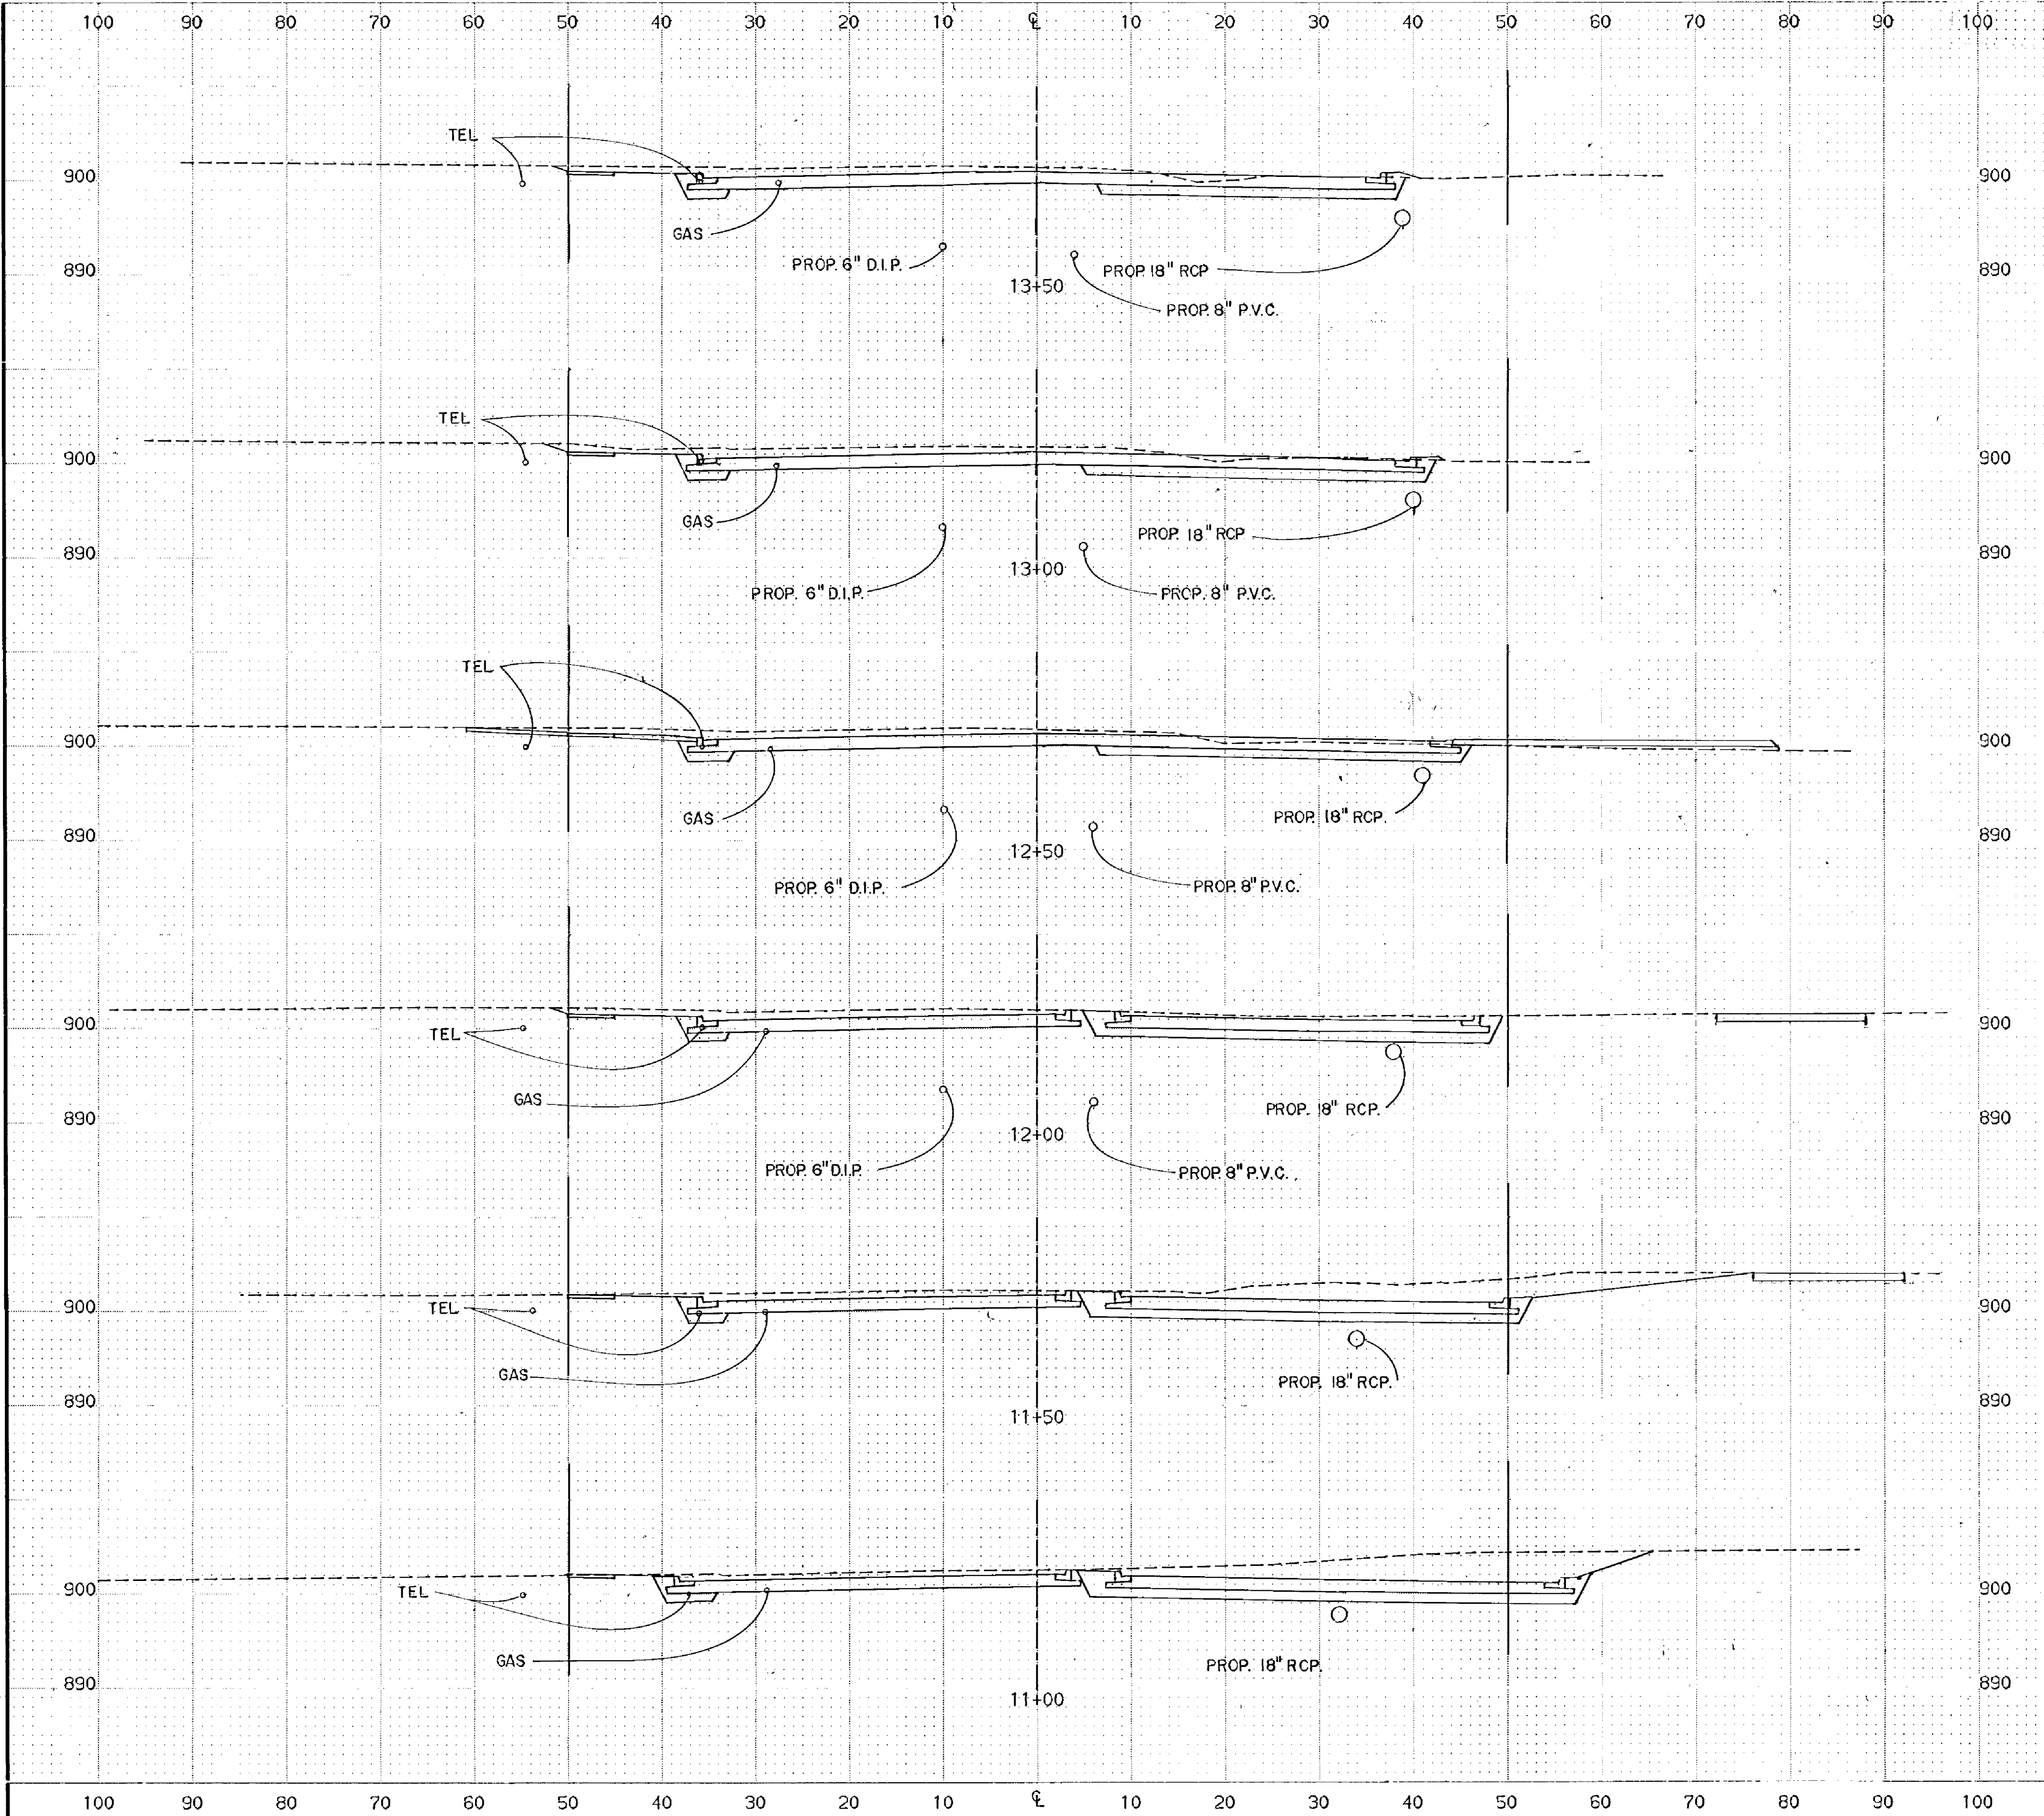 100 90 80 70 60 50 40 30 20 10 ℄ 10 20 30 40 50 60 70 80 90 100
TEL
900 900
GAS
PROP. 6" D.I.P. PROP. 18" RCP
890 890
13+50
PROP. 8" P.V.C.
TEL
900 900
GAS
PROP. 18" RCP
890 890
13+00
PROP. 6" D.I.P. PROP. 8" P.V.C.
TEL
900 900
GAS PROP. 18" RCP.
890 890
12+50
PROP. 6" D.I.P. PROP. 8" P.V.C.
900 900
TEL
GAS
PROP. 18" RCP.
890 890
12+00
PROP. 6" D.I.P. PROP. 8" P.V.C.
900 900
TEL
GAS PROP. 18" RCP.
890 890
11+50
900 900
TEL
GAS PROP. 18" RCP.
890 890
11+00
100 90 80 70 60 50 40 30 20 10 ℄ 10 20 30 40 50 60 70 80 90 100